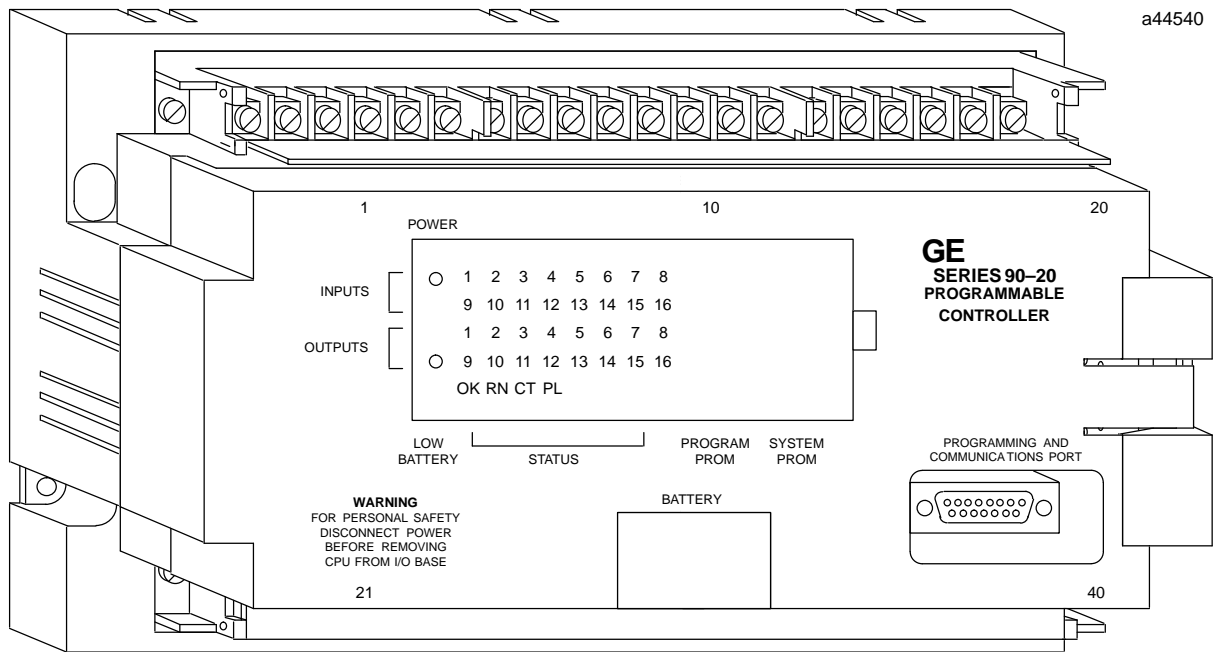 a44540
1 10 20
POWER
GE
SERIES 90–20
PROGRAMMABLE
CONTROLLER
INPUTS
1 2 3 4 5 6 7 8
9 10 11 12 13 14 15 16
OUTPUTS
1 2 3 4 5 6 7 8
9 10 11 12 13 14 15 16
OK RN CT PL
LOW
BATTERY
STATUS
PROGRAM
PROM
SYSTEM
PROM
PROGRAMMING AND
COMMUNICATIONS PORT
WARNING
FOR PERSONAL SAFETY
DISCONNECT POWER
BEFORE REMOVING
CPU FROM I/O BASE
BATTERY
21 40